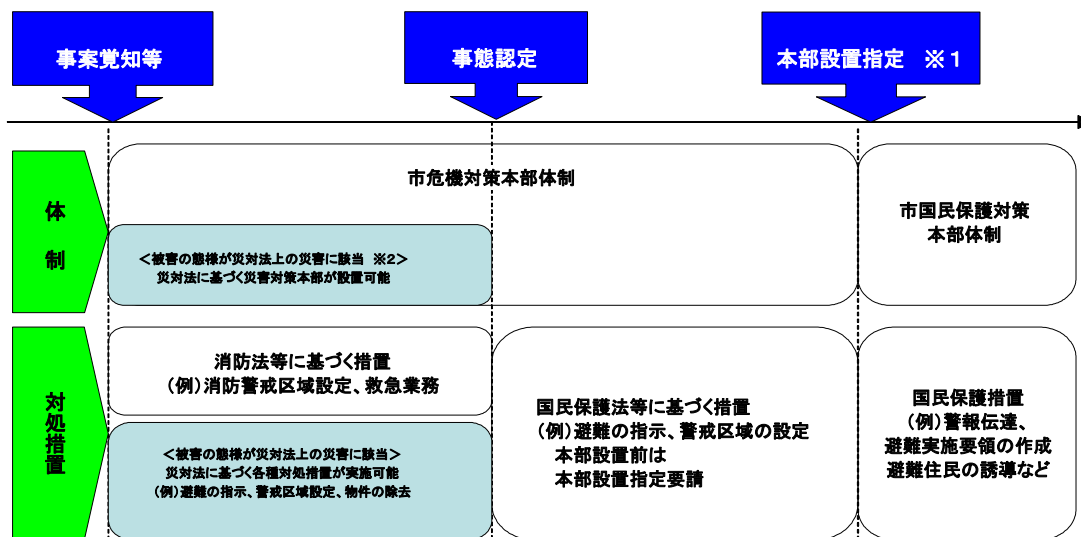 事案覚知等
事態認定
本部設置指定　※１
体
制
市危機対策本部体制
＜被害の態様が災対法上の災害に該当 ※2＞
災対法に基づく災害対策本部が設置可能
市国民保護対策
本部体制
対
処
措
置
消防法等に基づく措置
（例）消防警戒区域設定、救急業務
＜被害の態様が災対法上の災害に該当＞
災対法に基づく各種対処措置が実施可能
（例）避難の指示、警戒区域設定、物件の除去
国民保護法等に基づく措置
（例）避難の指示、警戒区域の設定
本部設置前は
本部設置指定要請
国民保護措置
（例）警報伝達、
避難実施要領の作成
避難住民の誘導など